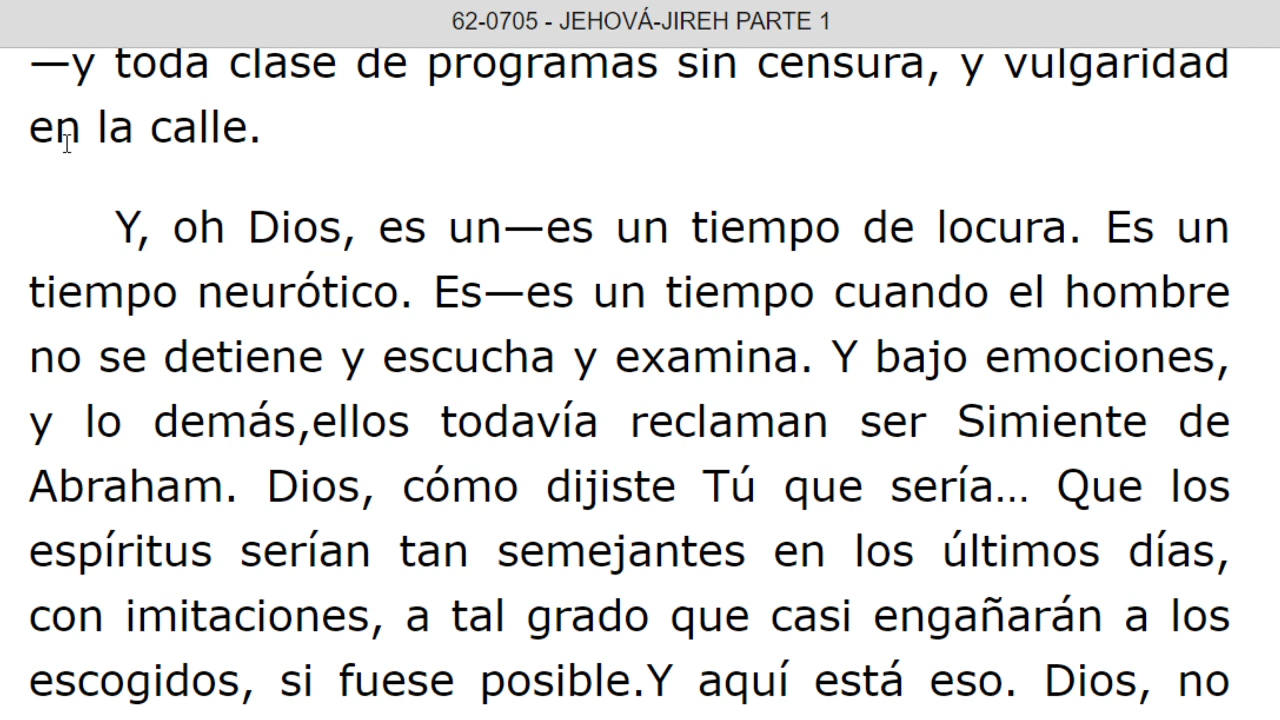 62-0705 - JEHOVÁ-JIREH PARTE 1
—y toda clase de programas sin censura, y vulgaridad
en la calle.
Y, oh Dios, es un—es un tiempo de locura. Es un
tiempo neurótico. Es—es un tiempo cuando el hombre
no se detiene y escucha y examina. Y bajo emociones,
y lo demás,ellos todavía reclaman ser Simiente de
Abraham. Dios, cómo dijiste Tú que sería... Que los
espíritus serían tan semejantes en los últimos días,
con imitaciones, a tal grado que casi engañarán a los
escogidos, si fuese posible.Y aquí está eso. Dios, no